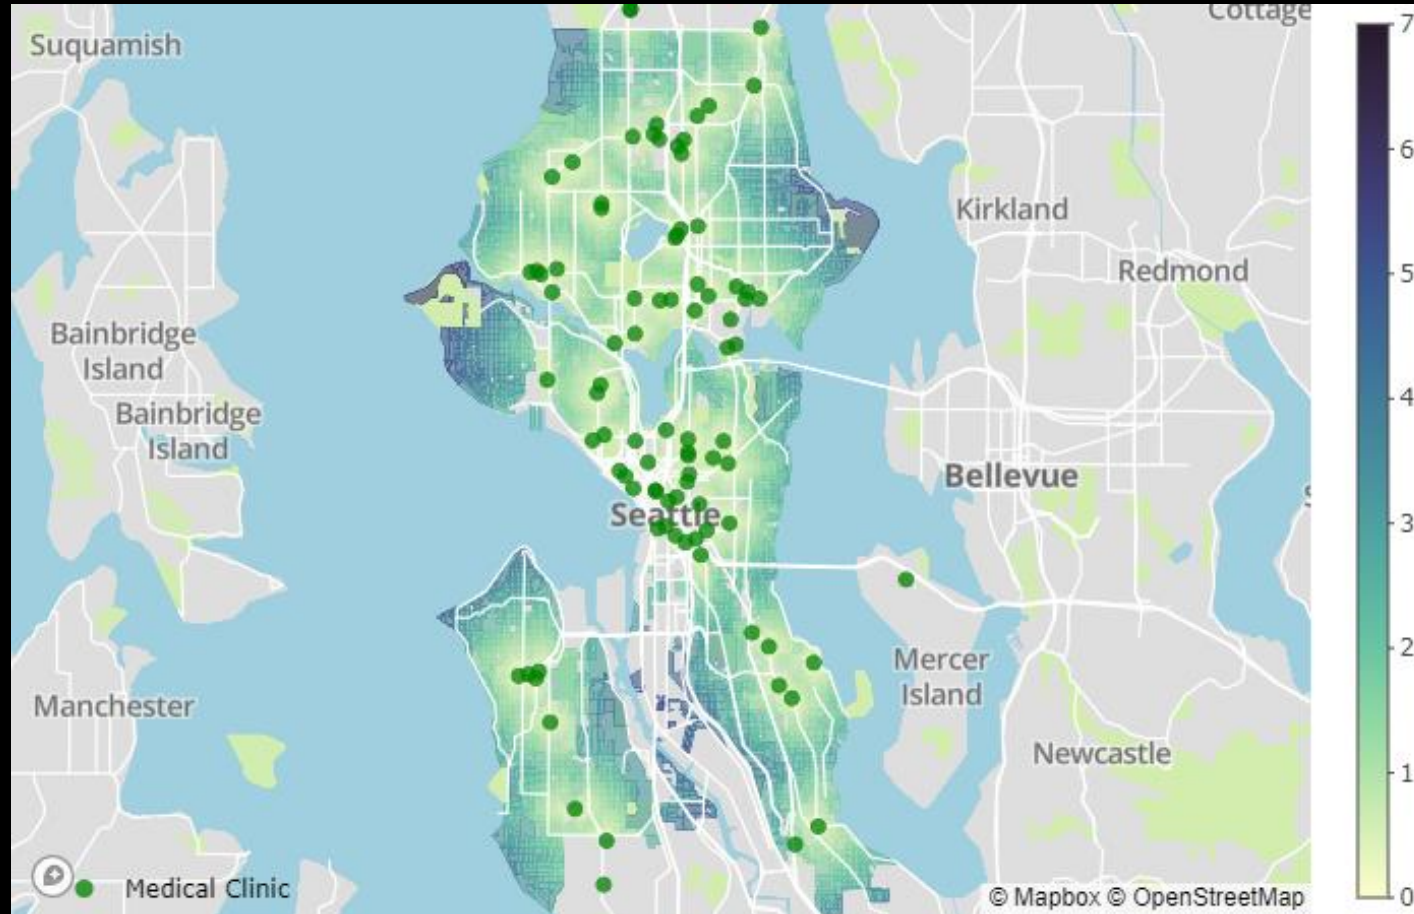 Cottage
Suquamish
Kirkland
Redmond
Bainbridge
Island
Bainbridge
Island
Bellevue
Seattle
Mercer
Island
Manchester
Newcastle
Medical Clinic
© Mapbox © OpenStreetMap
7
6
5
4
3
2
1
0